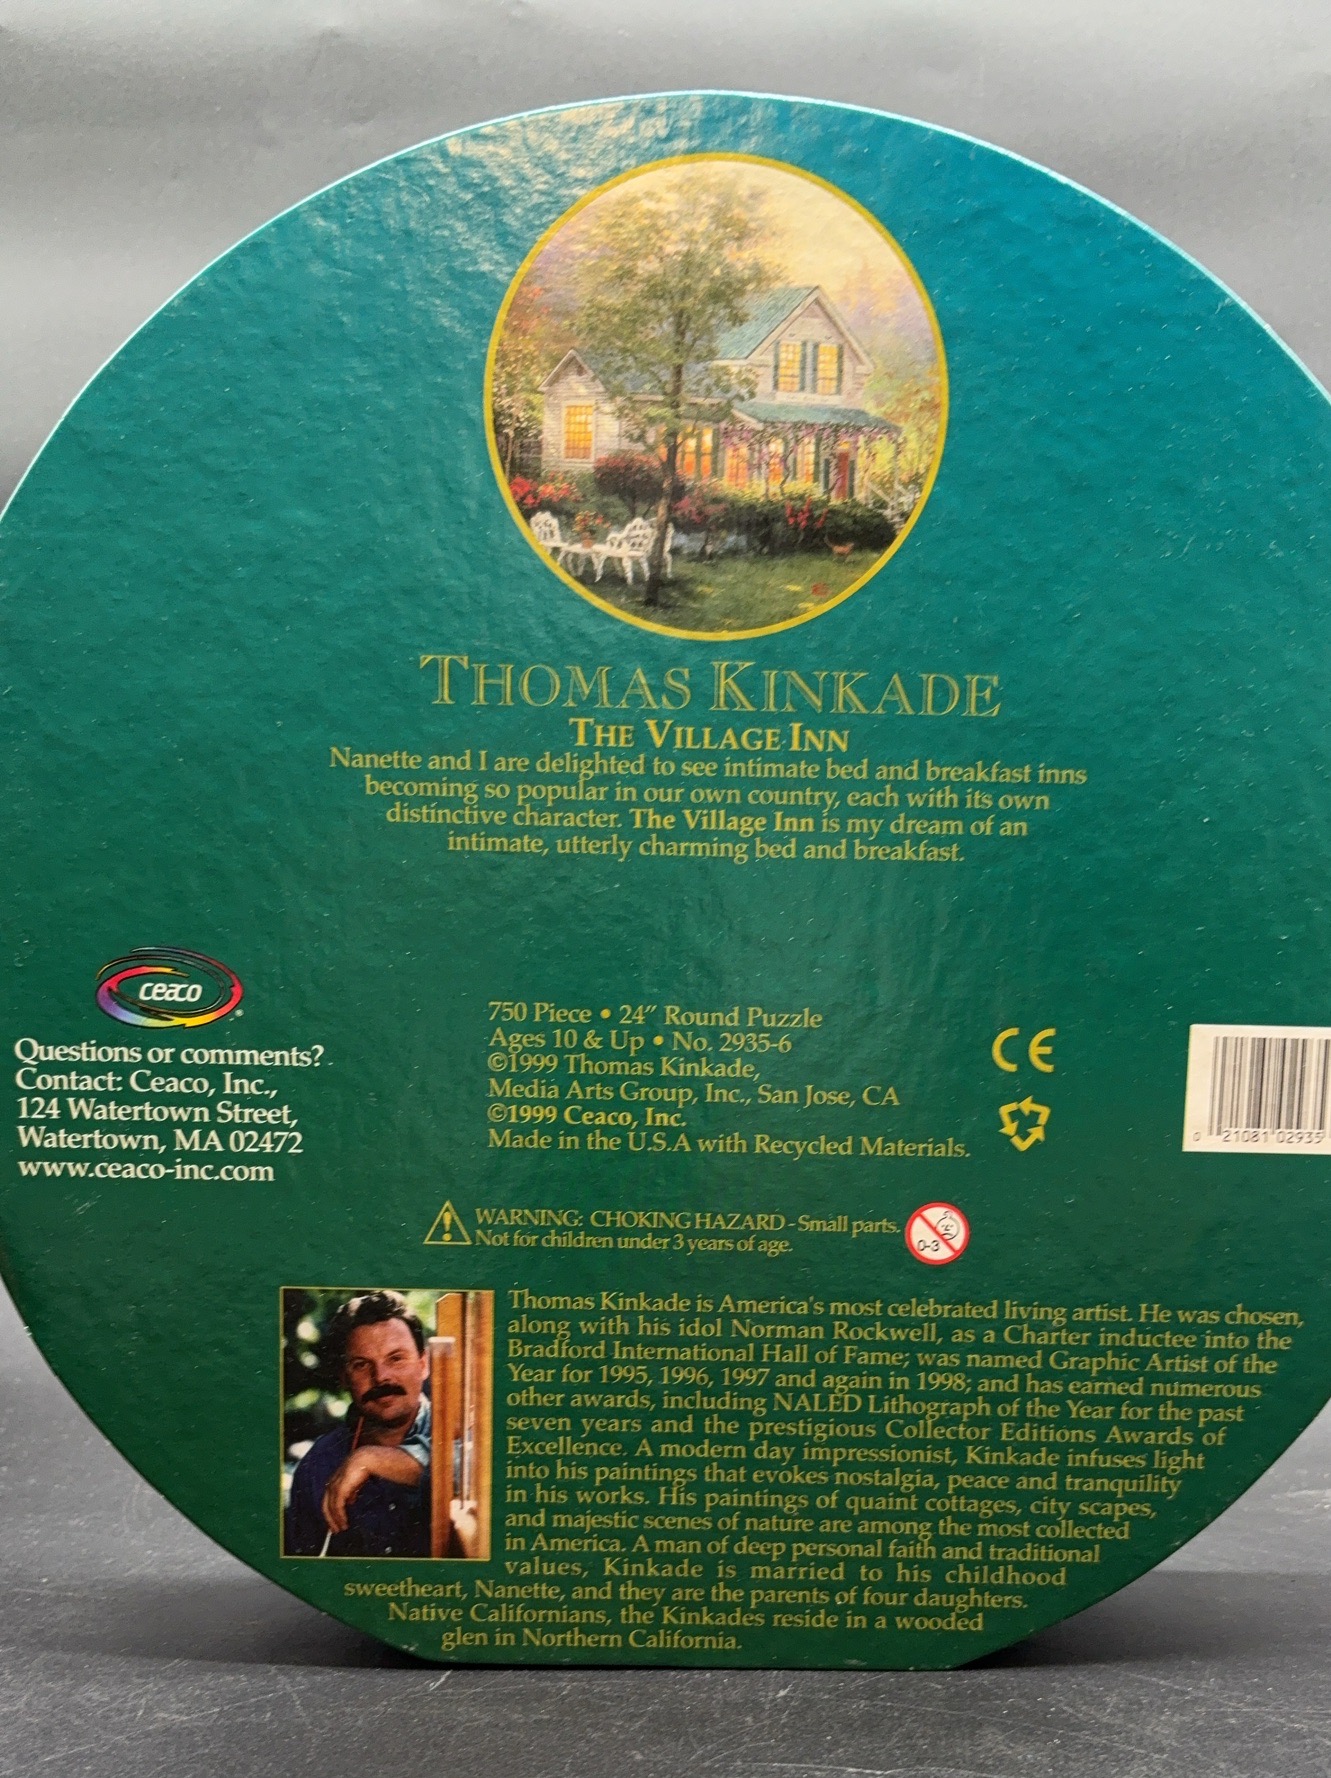 THOMAS KINKADE
THE VILLAGE INN
Nanette and I are delighted to see intimate bed and breakfast inns
becoming so popular in our own country, each with its own
distinctive character. The Village Inn is my dream of an
intimate, utterly charming bed and breakfast.
ceaco
Questions or comments?
Contact: Ceaco, Inc.,
124 Watertown Street,
Watertown, MA 02472
www.ceaco-inc.com
750 Piece • 24″ Round Puzzle
Ages 10 & Up • No. 2935-6
©1999 Thomas Kinkade,
Media Arts Group, Inc., San Jose, CA
©1999 Ceaco, Inc.
Made in the U.S.A with Recycled Materials.
CE
0 21081 02935
WARNING: CHOKING HAZARD - Small parts.
Not for children under 3 years of age.
0-3
Thomas Kinkade is America's most celebrated living artist. He was chosen,
along with his idol Norman Rockwell, as a Charter inductee into the
Bradford International Hall of Fame; was named Graphic Artist of the
Year for 1995, 1996, 1997 and again in 1998; and has earned numerous
other awards, including NALED Lithograph of the Year for the past
seven years and the prestigious Collector Editions Awards of
Excellence. A modern day impressionist, Kinkade infuses light
into his paintings that evokes nostalgia, peace and tranquility
in his works. His paintings of quaint cottages, city scapes,
and majestic scenes of nature are among the most collected
in America. A man of deep personal faith and traditional
values, Kinkade is married to his childhood
sweetheart, Nanette, and they are the parents of four daughters.
Native Californians, the Kinkades reside in a wooded
glen in Northern California.